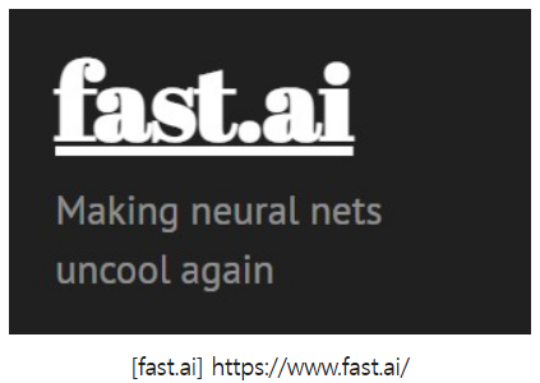 fast.ai
Making neural nets
uncool again
[fast.ai] https://www.fast.ai/